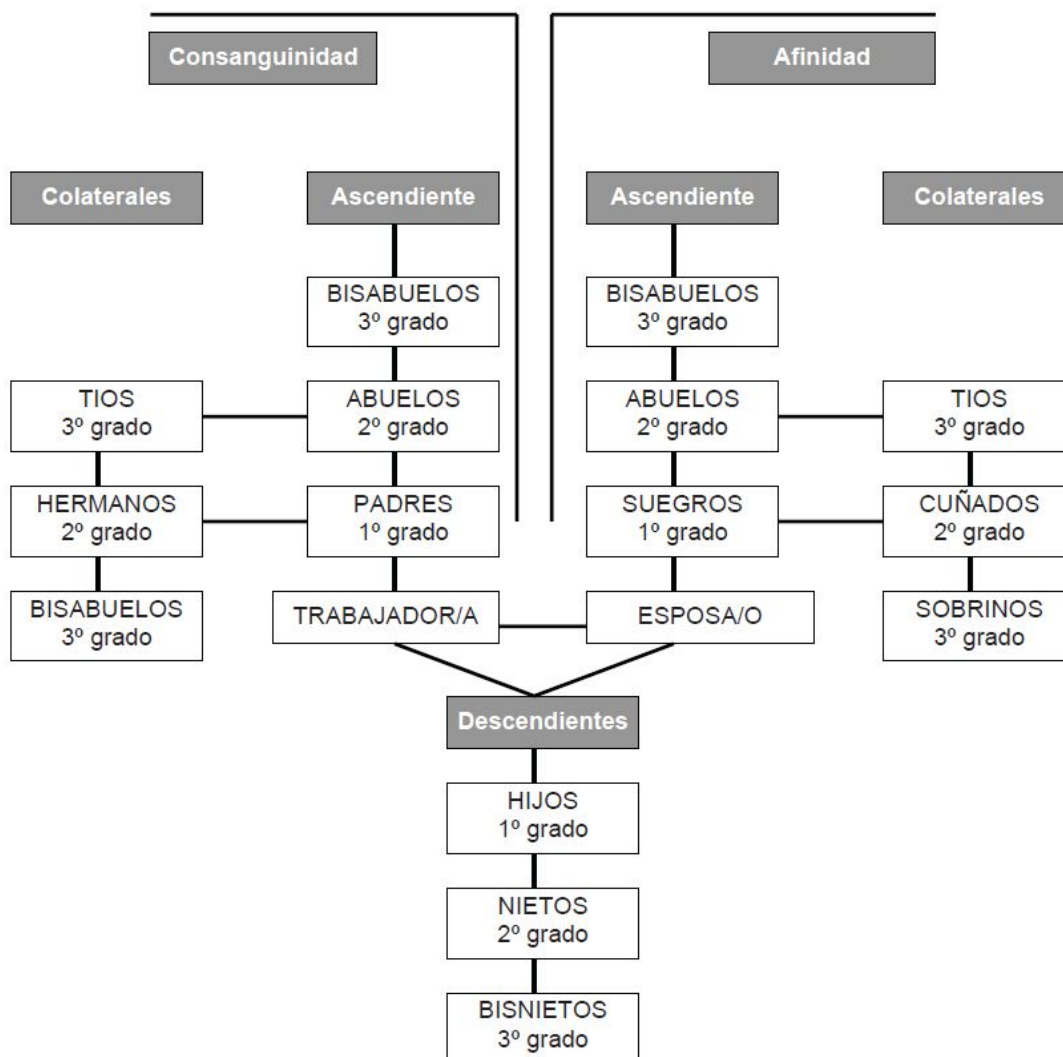 Consanguinidad
Afinidad
Colaterales
Ascendiente
Ascendiente
Colaterales
BISABUELOS
3º grado
BISABUELOS
3º grado
TIOS
3º grado
ABUELOS
2º grado
ABUELOS
2º grado
TIOS
3º grado
HERMANOS
2º grado
PADRES
1º grado
SUEGROS
1º grado
CUÑADOS
2º grado
BISABUELOS
3º grado
TRABAJADOR/A
ESPOSA/O
SOBRINOS
3º grado
Descendientes
HIJOS
1º grado
NIETOS
2º grado
BISNIETOS
3º grado